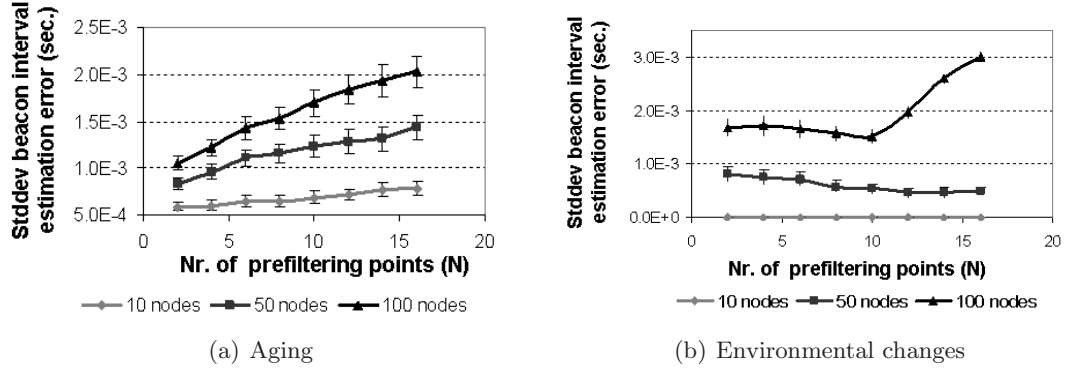 Stddev beacon interval
estimation error (sec.)
2.5E-3
2.0E-3
1.5E-3
1.0E-3
5.0E-4
0 5 10 15 20
Nr. of prefiltering points (N)
10 nodes 50 nodes 100 nodes
(a) Aging
Stddev beacon interval
estimation error (sec.)
3.0E-3
2.0E-3
1.0E-3
0.0E+0
0 5 10 15 20
Nr. of prefiltering points (N)
10 nodes 50 nodes 100 nodes
(b) Environmental changes